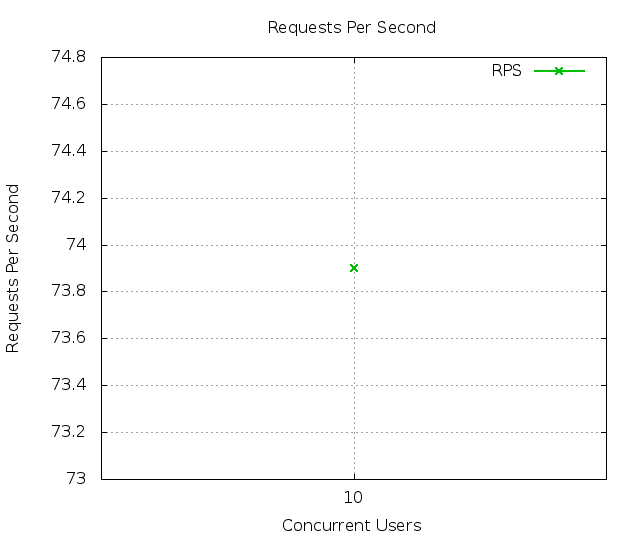 Requests Per Second
74.8
RPS
74.6
74.4
74.2
74
73.8
73.6
73.4
73.2
73
Requests Per Second
10
Concurrent Users